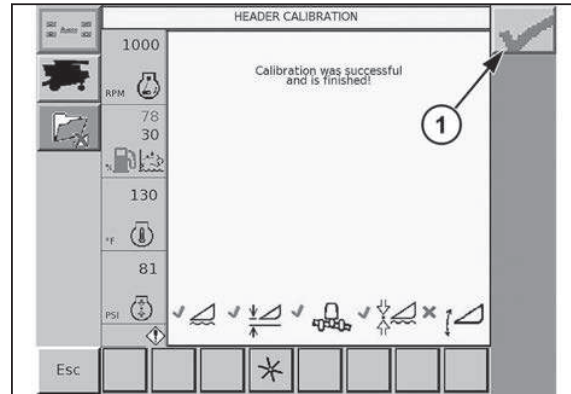 HEADER CALIBRATION
1000
RPM
Calibration was successful
and is finished!
1
78
30
%
130
°F
81
PSI
Esc